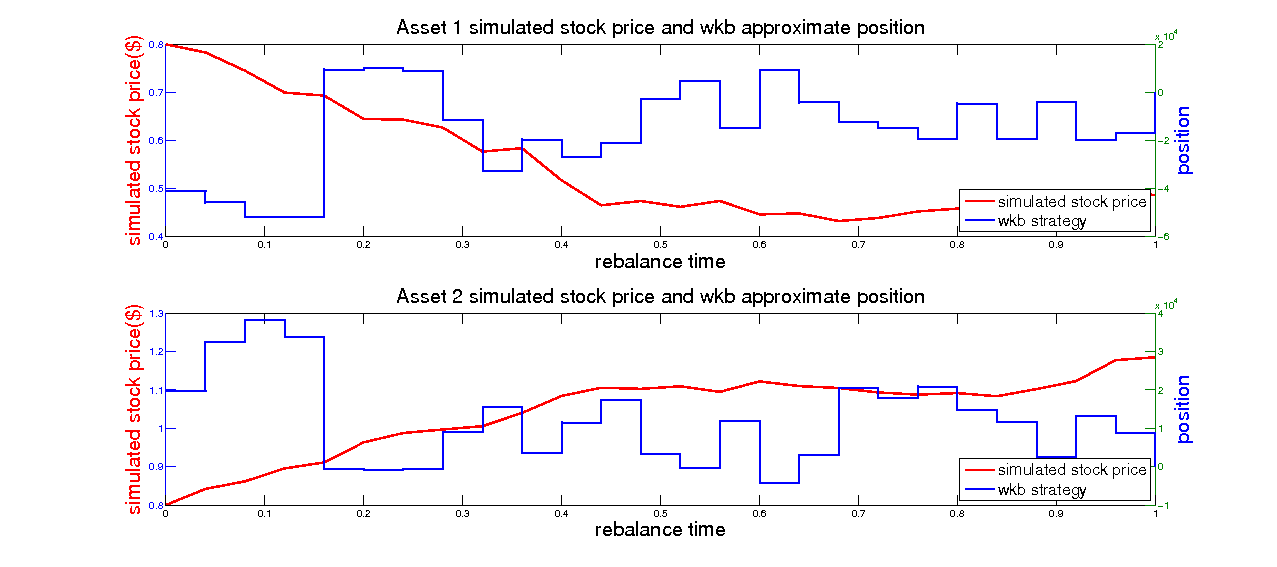 Asset 1 simulated stock price and wkb approximate position
x 10^4
simulated stock price($)
0.8
0.7
0.6
0.5
0.4
2
0
-2
-4
-6
position
simulated stock price
wkb strategy
0 0.1 0.2 0.3 0.4 0.5 0.6 0.7 0.8 0.9 1
rebalance time
Asset 2 simulated stock price and wkb approximate position
x 10^4
simulated stock price($)
1.3
1.2
1.1
1
0.9
0.8
4
3
2
1
0
-1
position
simulated stock price
wkb strategy
0 0.1 0.2 0.3 0.4 0.5 0.6 0.7 0.8 0.9 1
rebalance time